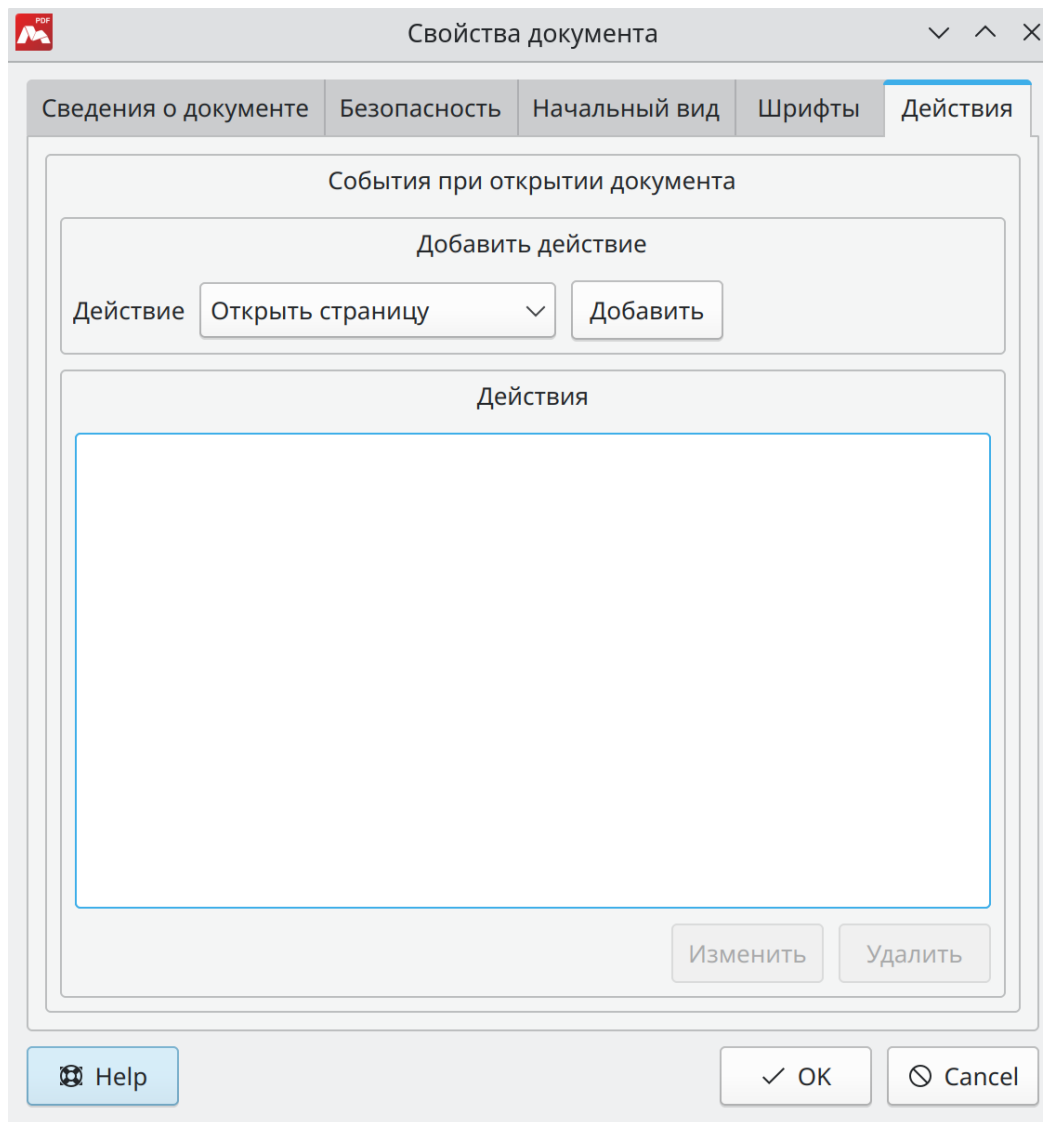 PDF
Свойства документа
Сведения о документе Безопасность Начальный вид Шрифты Действия
События при открытии документа
Добавить действие
Действие Открыть страницу Добавить
Действия
Изменить Удалить
Help OK Cancel